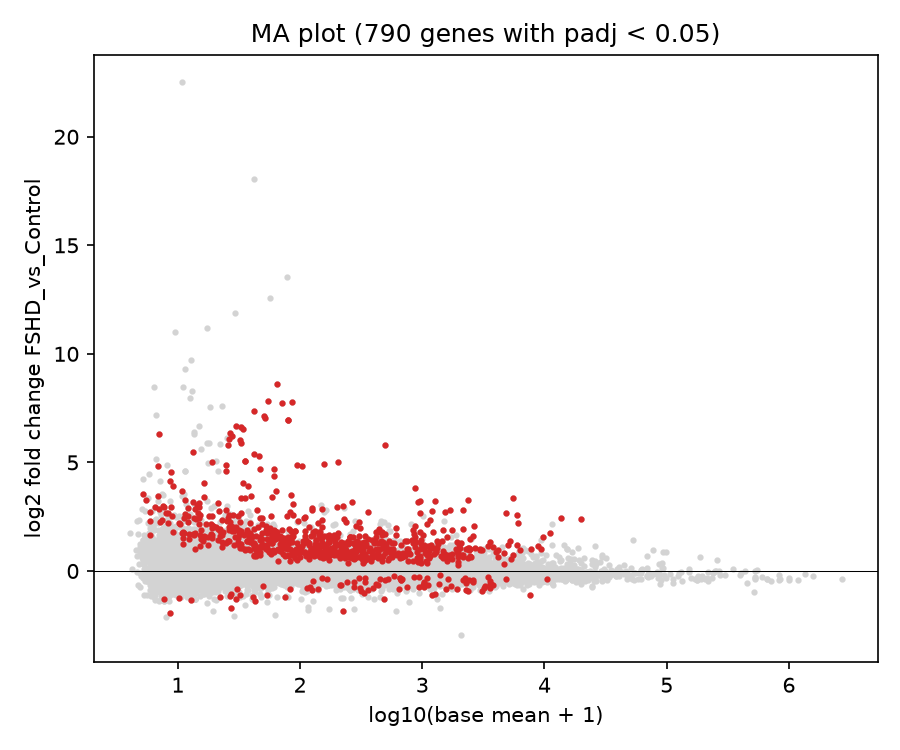 MA plot (790 genes with padj < 0.05)
log2 fold change FSHD_vs_Control
20
15
10
5
0
1 2 3 4 5 6
log10(base mean + 1)